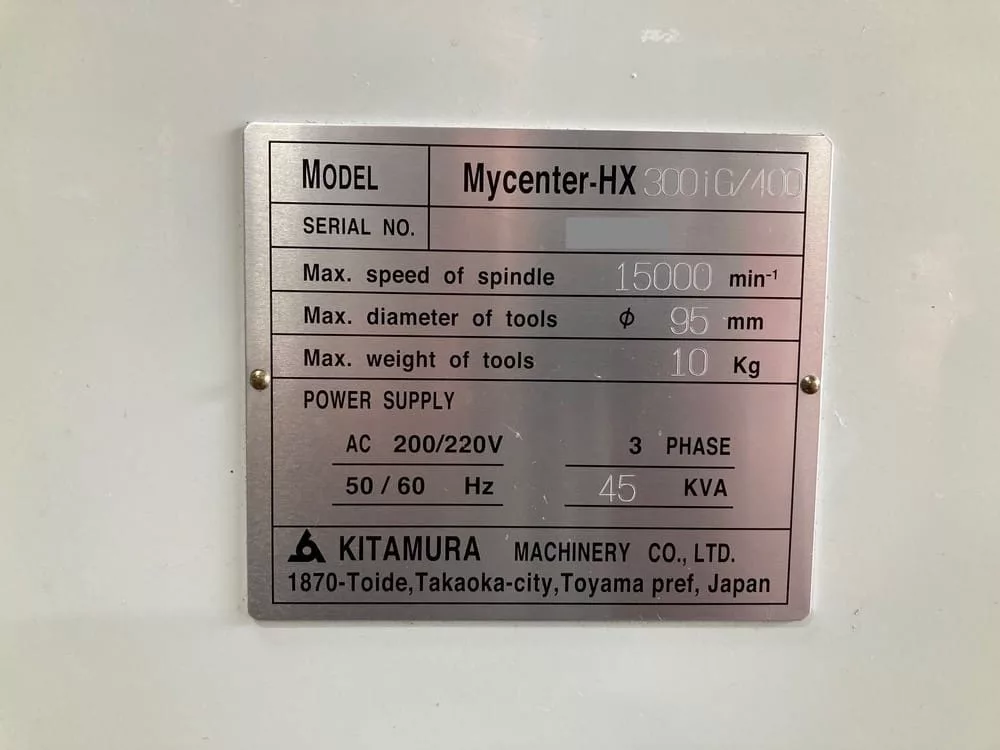 MODEL Mycenter-HX 300iG/400
SERIAL NO.
Max. speed of spindle 15000 min-1
Max. diameter of tools φ 95 mm
Max. weight of tools 10 Kg
POWER SUPPLY
AC 200/220V 3 PHASE
50 / 60 Hz 45 KVA
KITAMURA MACHINERY CO., LTD.
1870-Toide,Takaoka-city,Toyama pref, Japan